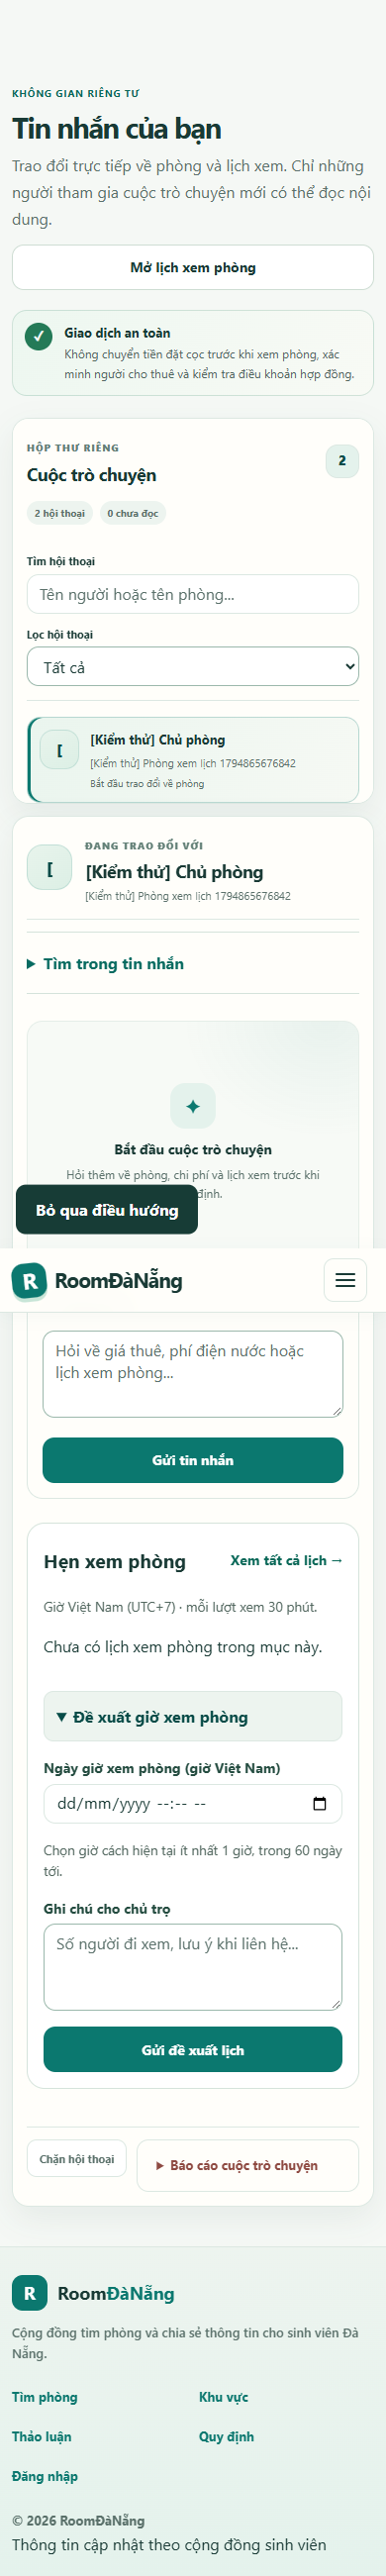 KHÔNG GIAN RIÊNG TƯ
Tin nhắn của bạn
Trao đổi trực tiếp về phòng và lịch xem. Chỉ những
người tham gia cuộc trò chuyện mới có thể đọc nội
dung.
Mở lịch xem phòng
Giao dịch an toàn
Không chuyển tiền đặt cọc trước khi xem phòng, xác
minh người cho thuê và kiểm tra điều khoản hợp đồng.
HỘP THƯ RIÊNG
Cuộc trò chuyện
2
2 hội thoại
0 chưa đọc
Tìm hội thoại
Tên người hoặc tên phòng...
Lọc hội thoại
Tất cả
[
[Kiểm thử] Chủ phòng
[Kiểm thử] Phòng xem lịch 1794865676842
Bắt đầu trao đổi về phòng
[
ĐANG TRAO ĐỔI VỚI
[Kiểm thử] Chủ phòng
[Kiểm thử] Phòng xem lịch 1794865676842
▶ Tìm trong tin nhắn
Bắt đầu cuộc trò chuyện
Hỏi thêm về phòng, chi phí và lịch xem trước khi
định.
Bỏ qua điều hướng
R RoomĐàNẵng
Hỏi về giá thuê, phí điện nước hoặc
lịch xem phòng...
Gửi tin nhắn
Hẹn xem phòng
Xem tất cả lịch →
Giờ Việt Nam (UTC+7) · mỗi lượt xem 30 phút.
Chưa có lịch xem phòng trong mục này.
▼ Đề xuất giờ xem phòng
Ngày giờ xem phòng (giờ Việt Nam)
dd/mm/yyyy --:-- --
Chọn giờ cách hiện tại ít nhất 1 giờ, trong 60 ngày
tới.
Ghi chú cho chủ trọ
Số người đi xem, lưu ý khi liên hệ...
Gửi đề xuất lịch
Chặn hội thoại
▶ Báo cáo cuộc trò chuyện
R RoomĐàNẵng
Cộng đồng tìm phòng và chia sẻ thông tin cho sinh viên Đà
Nẵng.
Tìm phòng
Khu vực
Thảo luận
Quy định
Đăng nhập
© 2026 RoomĐàNẵng
Thông tin cập nhật theo cộng đồng sinh viên